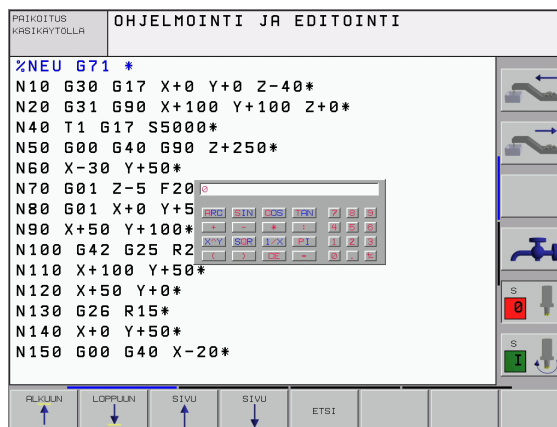 PAIKOITUS
KASIKAYTOLLA
OHJELMOINTI JA EDITOINTI
%NEU G71 *
N10 G30 G17 X+0 Y+0 Z-40*
N20 G31 G90 X+100 Y+100 Z+0*
N40 T1 G17 S5000*
N50 G00 G40 G90 Z+250*
N60 X-30 Y+50*
N70 G01 Z-5 F20
N80 G01 X+0 Y+5
N90 X+50 Y+100*
N100 G42 G25 R2
N110 X+100 Y+50*
N120 X+50 Y+0*
N130 G26 R15*
N140 X+0 Y+50*
N150 G00 G40 X-20*
0
ARC SIN COS TAN 7 8 9
+ - * : 4 5 6
X^Y SQR 1/X PI 1 2 3
( ) CE = 0 .
S
0
S
I
ALKUUN LOPPUUN SIVU SIVU ETSI